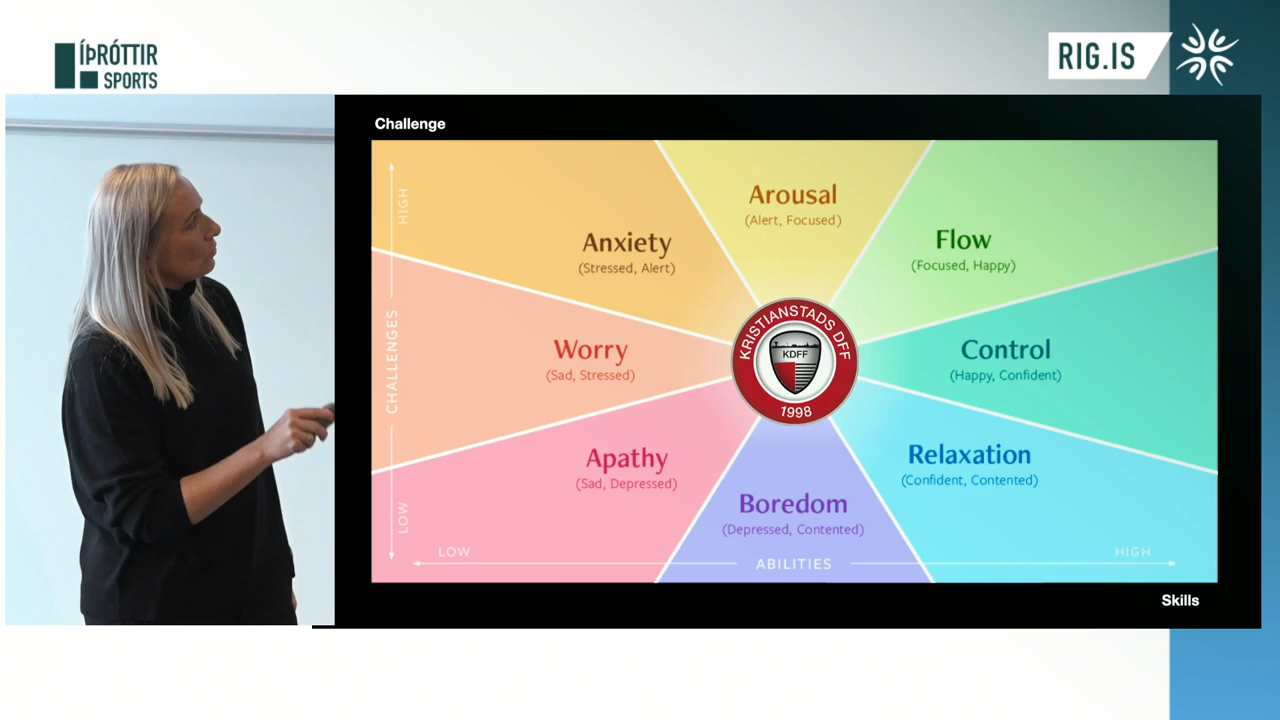 ÍÞRÓTTIR
SPORTS
RIG.IS
Challenge
HIGH
CHALLENGES
LOW
Arousal
(Alert, Focused)
Anxiety
(Stressed, Alert)
Flow
(Focused, Happy)
Worry
(Sad, Stressed)
KRISTIANSTADS DFF
KDFF
1998
Control
(Happy, Confident)
Apathy
(Sad, Depressed)
Relaxation
(Confident, Contented)
Boredom
(Depressed, Contented)
LOW
ABILITIES
HIGH
Skills